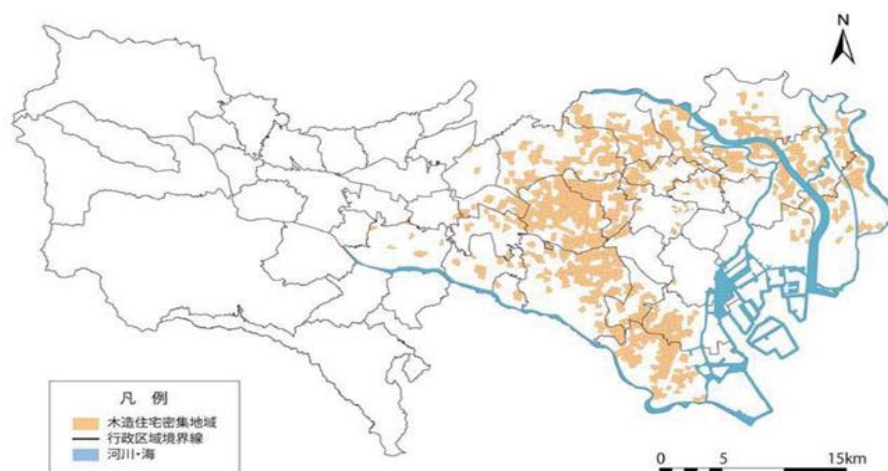 N
凡 例
木造住宅密集地域
行政区域境界線
河川・海
0 5 15km